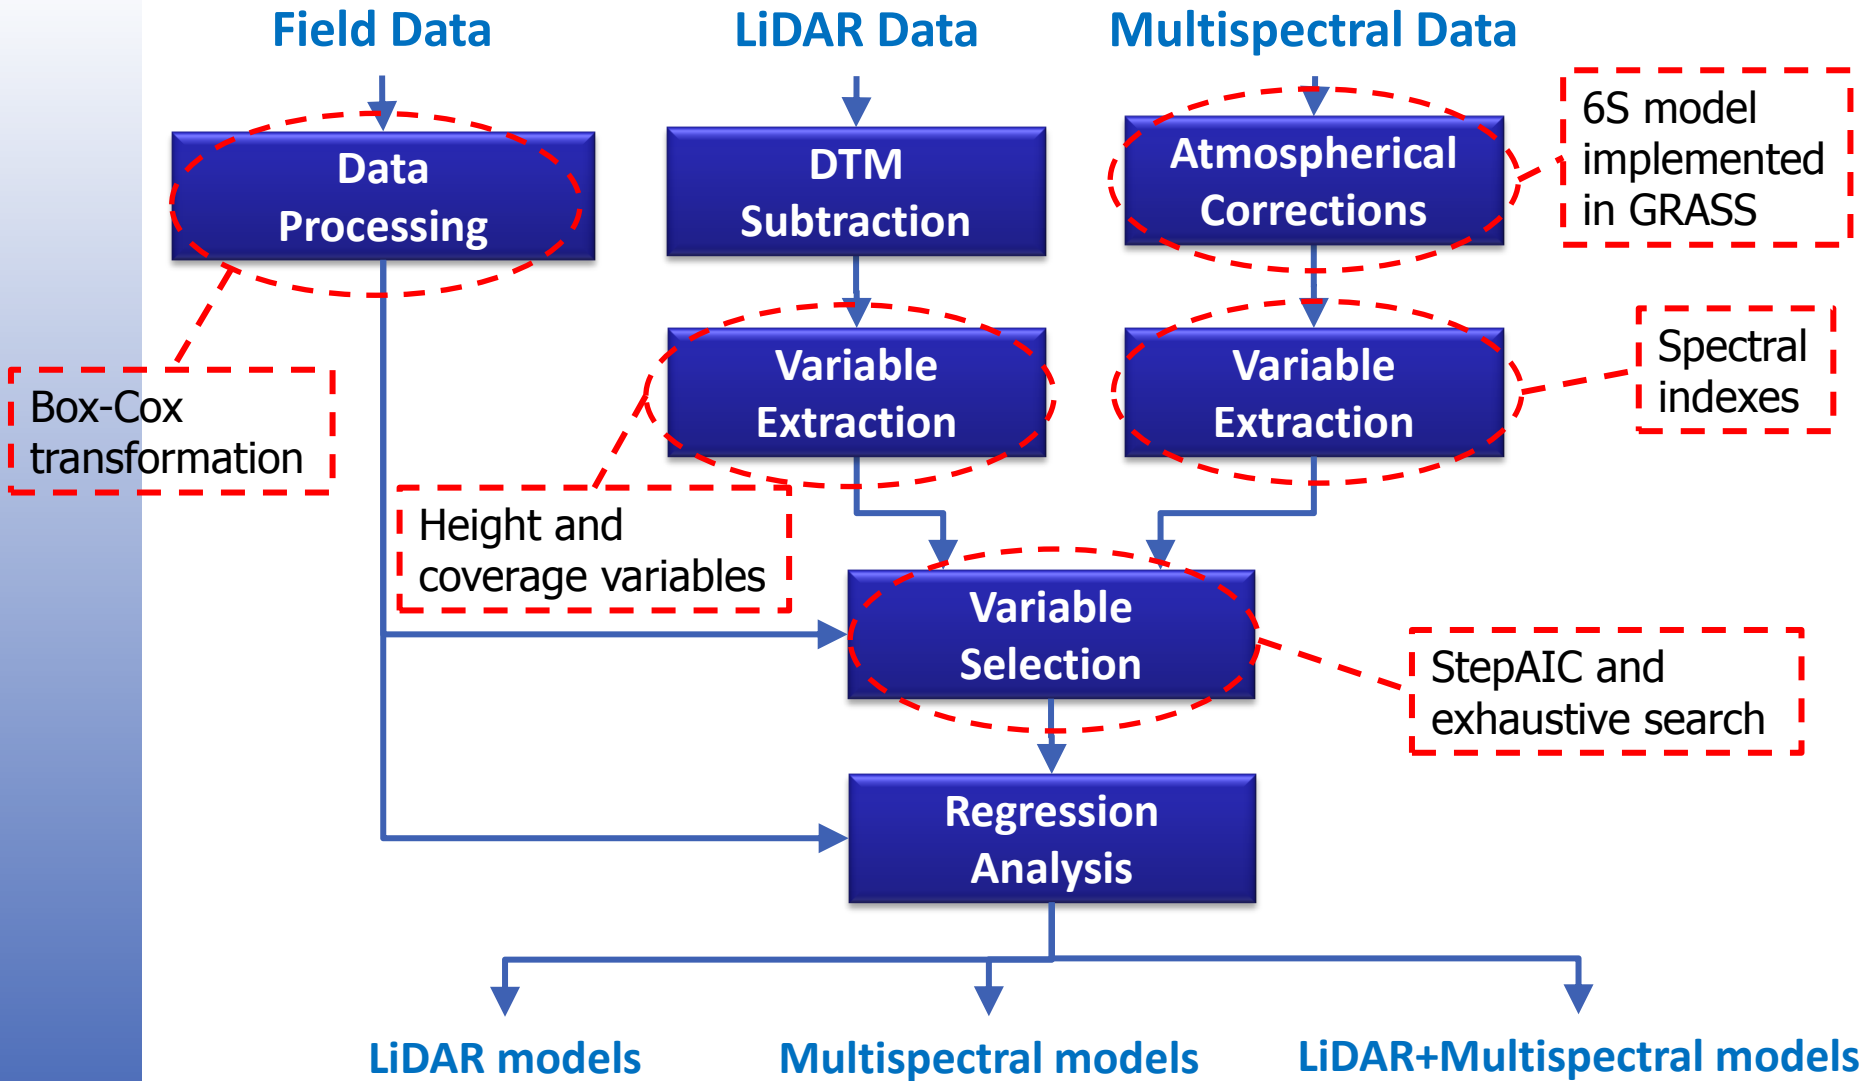 Field Data
LiDAR Data
Multispectral Data
Data
Processing
DTM
Subtraction
Atmospherical
Corrections
6S model
implemented
in GRASS
Variable
Extraction
Variable
Extraction
Spectral
indexes
Box-Cox
transformation
Height and
coverage variables
Variable
Selection
StepAIC and
exhaustive search
Regression
Analysis
LiDAR models
Multispectral models
LiDAR+Multispectral models